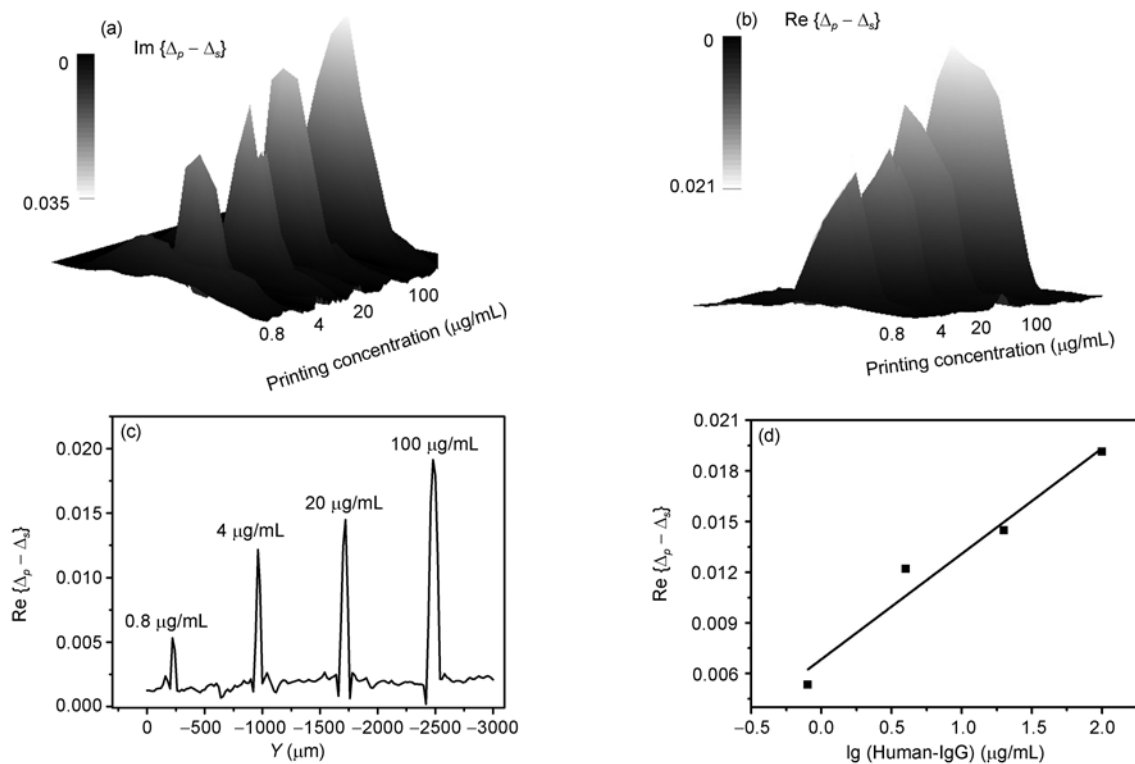 (a)
Im {Δp − Δs}
0
0.035
0.8
4
20
100
Printing concentration (μg/mL)
(b)
Re {Δp − Δs}
0
0.021
0.8
4
20
100
Printing concentration (μg/mL)
(c)
Re {Δp − Δs}
0.020
0.015
0.010
0.005
0.000
0.8 μg/mL
4 μg/mL
20 μg/mL
100 μg/mL
0 −500 −1000 −1500 −2000 −2500 −3000
Y (μm)
(d)
Re {Δp − Δs}
0.021
0.018
0.015
0.012
0.009
0.006
−0.5 0.0 0.5 1.0 1.5 2.0
lg (Human-IgG) (μg/mL)